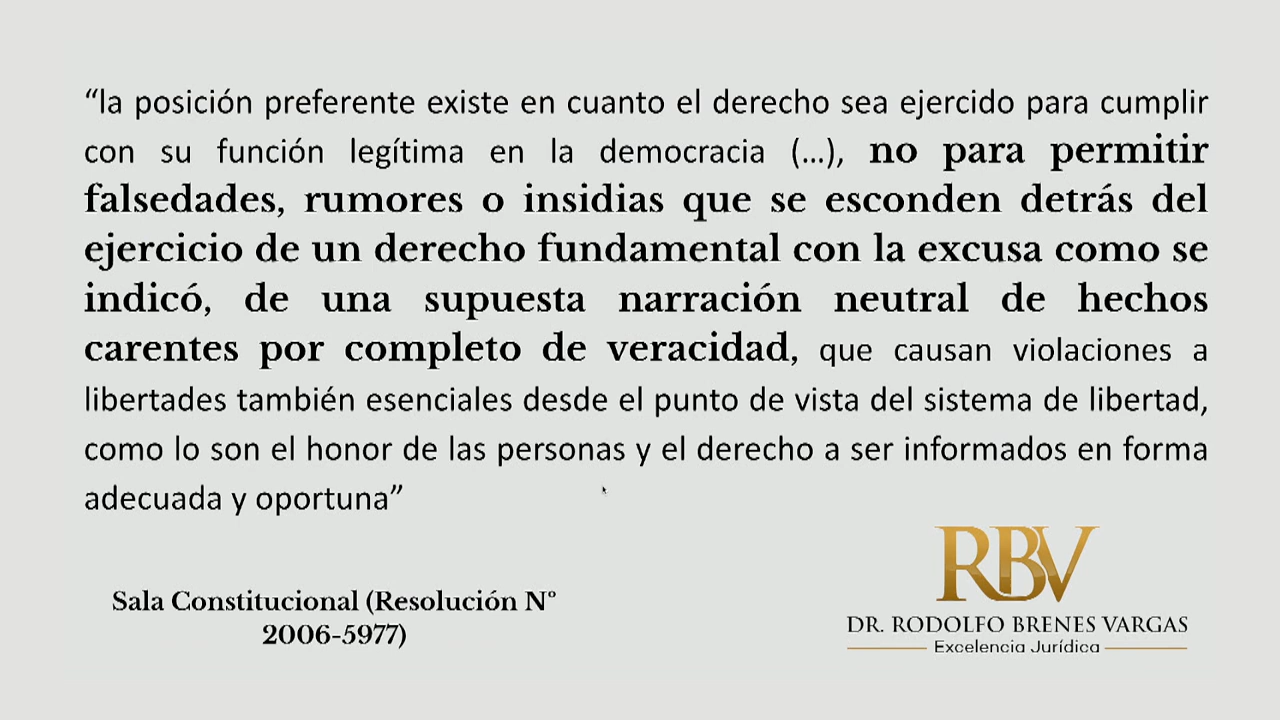 “la posición preferente existe en cuanto el derecho sea ejercido para cumplir
con su función legítima en la democracia (...), no para permitir
falsedades, rumores o insidias que se esconden detrás del
ejercicio de un derecho fundamental con la excusa como se
indicó, de una supuesta narración neutral de hechos
carentes por completo de veracidad, que causan violaciones a
libertades también esenciales desde el punto de vista del sistema de libertad,
como lo son el honor de las personas y el derecho a ser informados en forma
adecuada y oportuna”
Sala Constitucional (Resolución Nº
2006-5977)
RBV
DR. RODOLFO BRENES VARGAS
Excelencia Jurídica